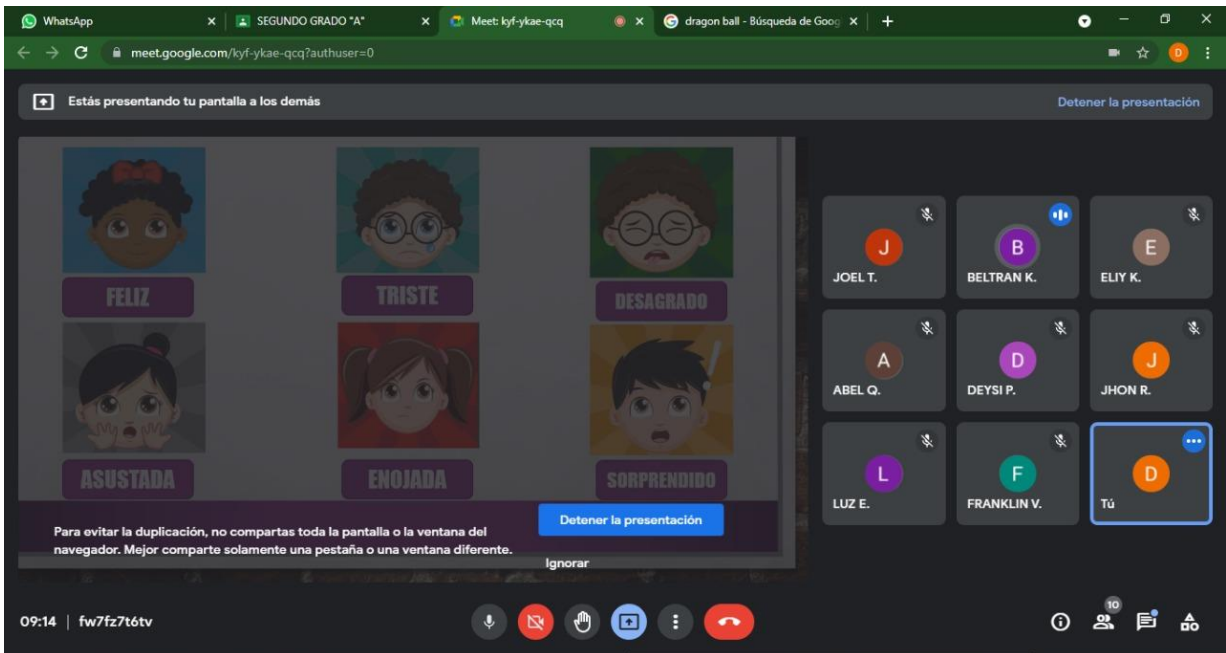 WhatsApp
SEGUNDO GRADO "A"
Meet: kyf-ykae-qcq
dragon ball - Búsqueda de Goog
meet.google.com/kyf-ykae-qcq?authuser=0
D
Estás presentando tu pantalla a los demás
Detener la presentación
FELIZ
TRISTE
DESAGRADO
ASUSTADA
ENOJADA
SORPRENDIDO
Para evitar la duplicación, no compartas toda la pantalla o la ventana del
navegador. Mejor comparte solamente una pestaña o una ventana diferente.
Detener la presentación
Ignorar
J
JOEL T.
B
BELTRAN K.
E
ELIY K.
A
ABEL Q.
D
DEYSI P.
J
JHON R.
L
LUZ E.
F
FRANKLIN V.
D
Tú
09:14 | fw7fz7t6tv
10